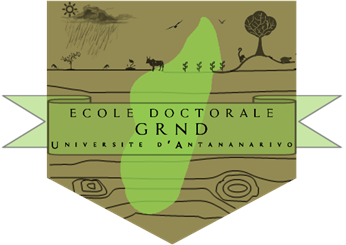 ECOLE DOCTORALE
GRND
UNIVERSITE D'ANTANANARIVO